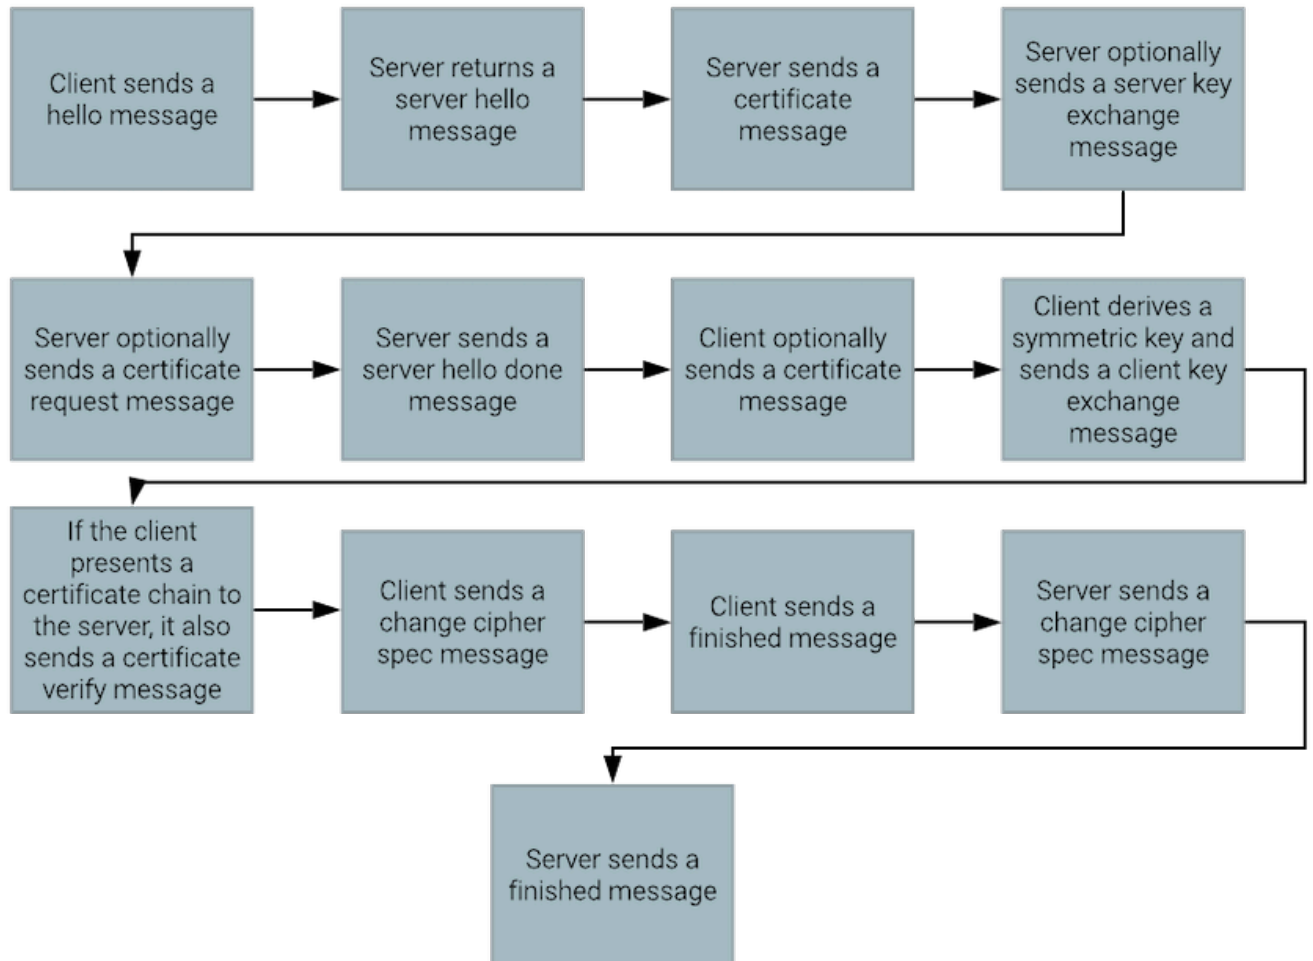 Client sends a
hello message
Server returns a
server hello
message
Server sends a
certificate
message
Server optionally
sends a server key
exchange
message
Server optionally
sends a certificate
request message
Server sends a
server hello done
message
Client optionally
sends a certificate
message
Client derives a
symmetric key and
sends a client key
exchange
message
If the client
presents a
certificate chain to
the server, it also
sends a certificate
verify message
Client sends a
change cipher
spec message
Client sends a
finished message
Server sends a
change cipher
spec message
Server sends a
finished message